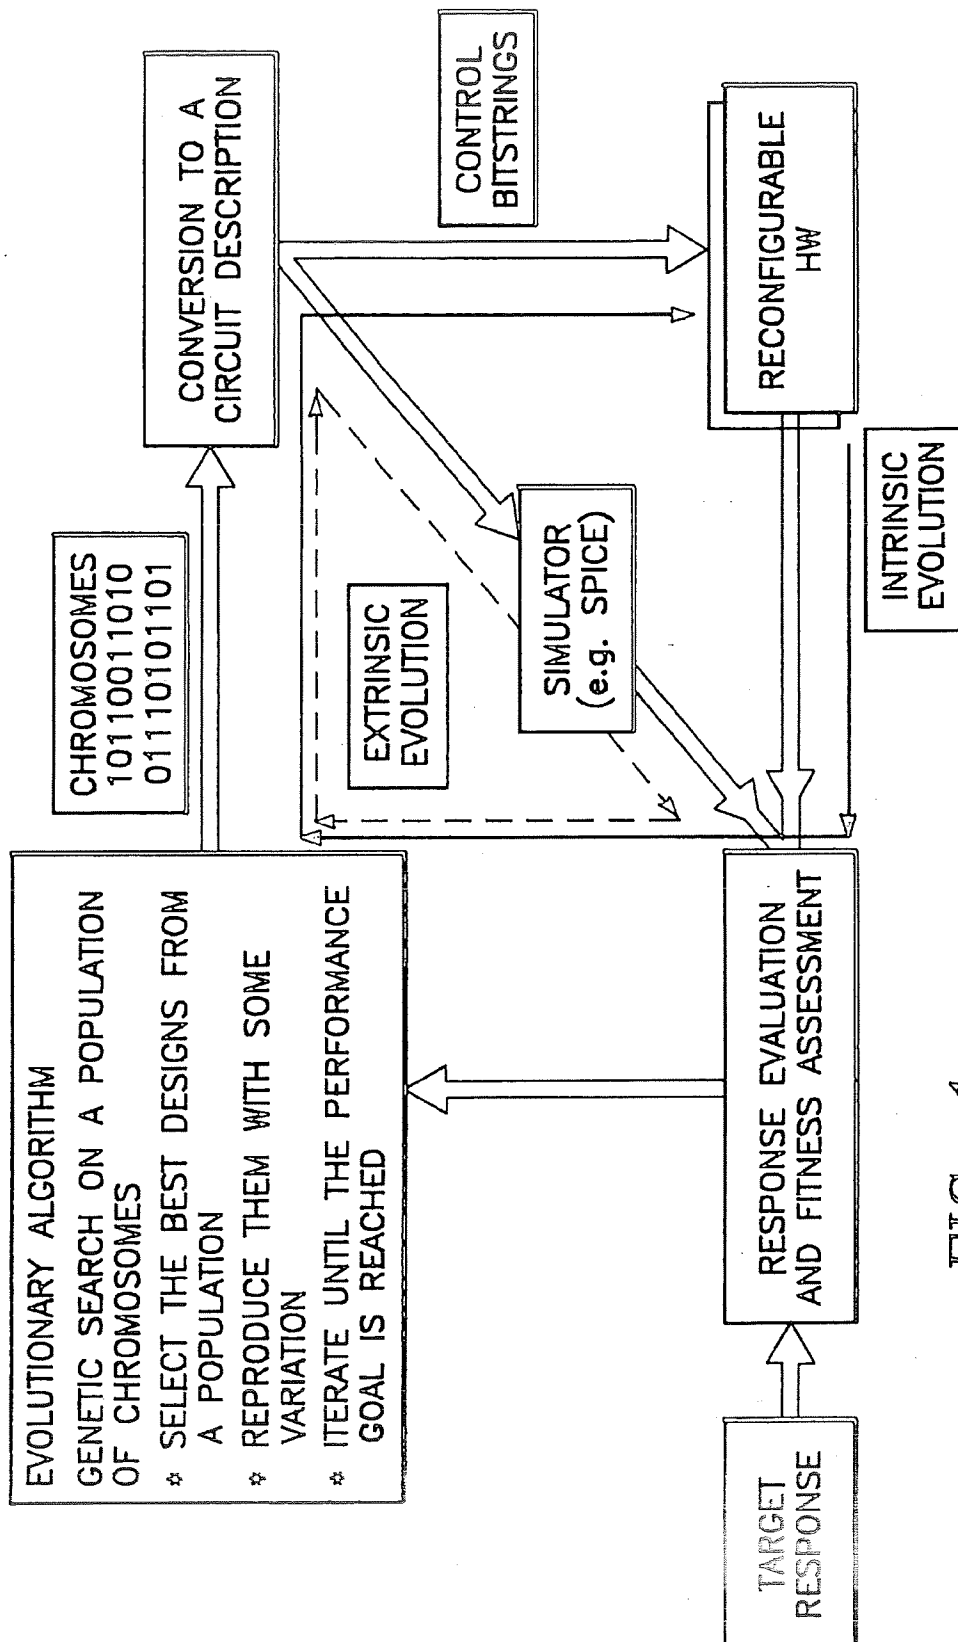 EVOLUTIONARY ALGORITHM
GENETIC SEARCH ON A POPULATION
OF CHROMOSOMES
* SELECT THE BEST DESIGNS FROM
A POPULATION
* REPRODUCE THEM WITH SOME
VARIATION
* ITERATE UNTIL THE PERFORMANCE
GOAL IS REACHED
CHROMOSOMES
10110011010
01110101101
CONVERSION TO A
CIRCUIT DESCRIPTION
EXTRINSIC
EVOLUTION
SIMULATOR
(e.g. SPICE)
CONTROL
BITSTRINGS
TARGET
RESPONSE
RESPONSE EVALUATION
AND FITNESS ASSESSMENT
RECONFIGURABLE
HW
INTRINSIC
EVOLUTION